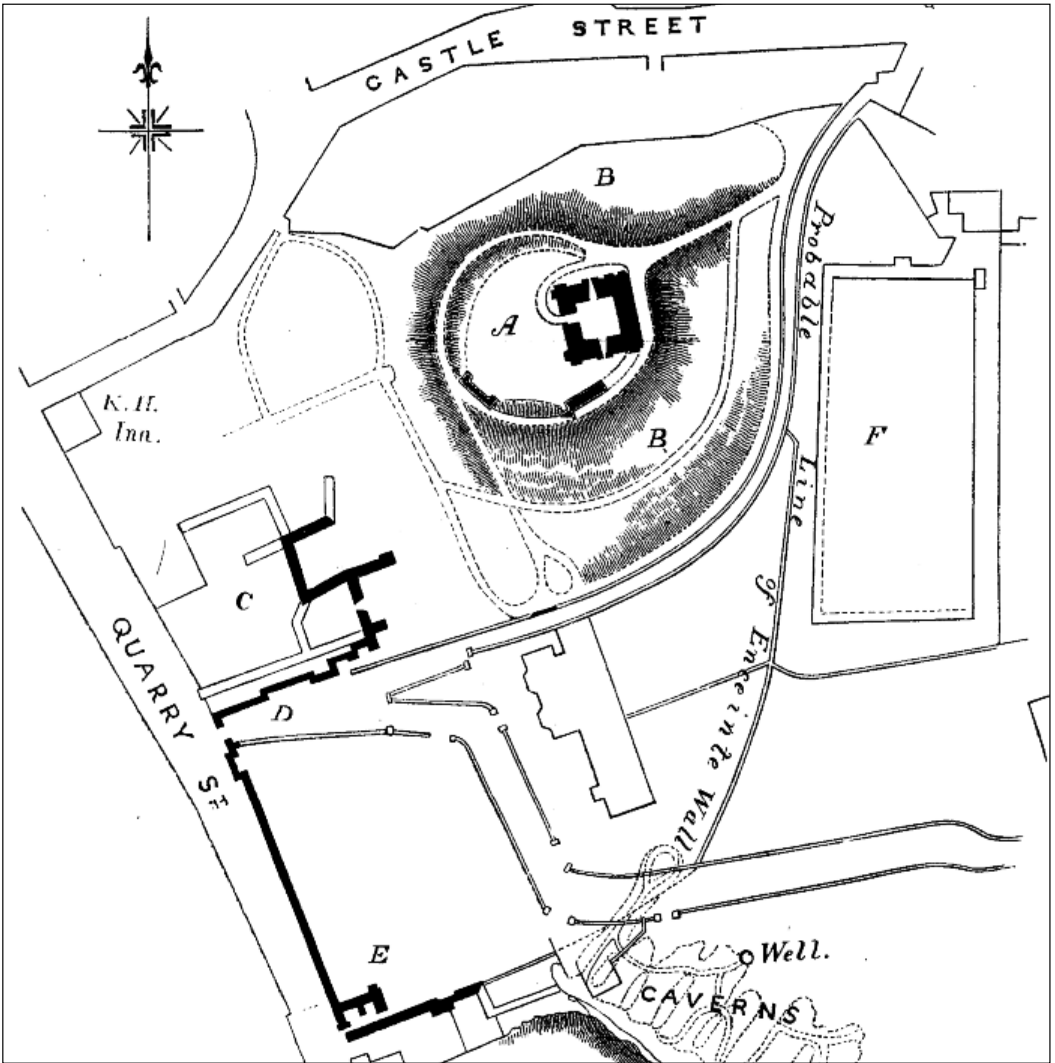 CASTLE STREET
B
Probable Line of Enceinte Wall
A
K. H.
Inn.
F
B
C
QUARRY ST
D
E
Well.
CAVERNS